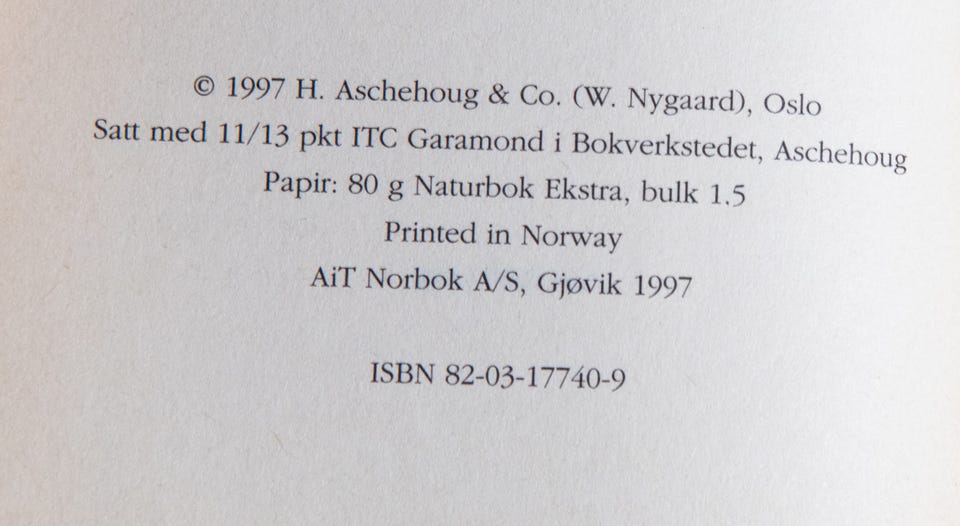 © 1997 H. Aschehoug & Co. (W. Nygaard), Oslo
Satt med 11/13 pkt ITC Garamond i Bokverkstedet, Aschehoug
Papir: 80 g Naturbok Ekstra, bulk 1.5
Printed in Norway
AiT Norbok A/S, Gjøvik 1997
ISBN 82-03-17740-9